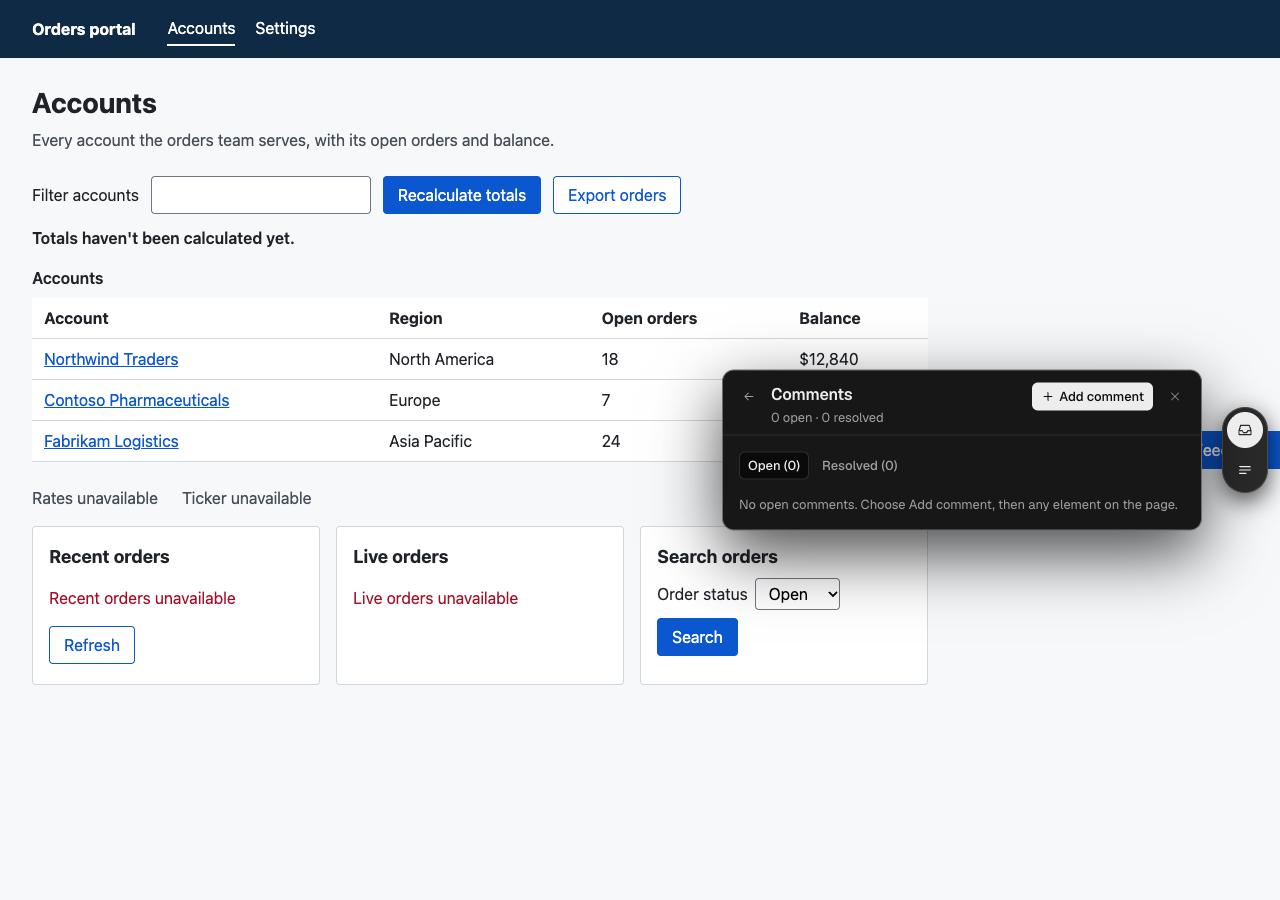 Orders portal Accounts Settings
Accounts
Every account the orders team serves, with its open orders and balance.
Filter accounts Recalculate totals Export orders
Totals haven't been calculated yet.
Accounts
Account Region Open orders Balance
Northwind Traders North America 18 $12,840
Contoso Pharmaceuticals Europe 7
Fabrikam Logistics Asia Pacific 24
Comments
0 open · 0 resolved
+ Add comment
Open (0) Resolved (0)
No open comments. Choose Add comment, then any element on the page.
Rates unavailable Ticker unavailable
Recent orders
Recent orders unavailable
Refresh
Live orders
Live orders unavailable
Search orders
Order status Open
Search